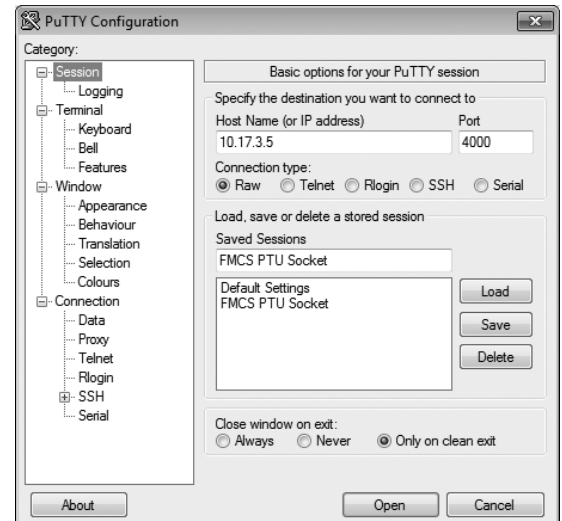 PuTTY Configuration
Category:
Session
Logging
Terminal
Keyboard
Bell
Features
Window
Appearance
Behaviour
Translation
Selection
Colours
Connection
Data
Proxy
Telnet
Rlogin
SSH
Serial
Basic options for your PuTTY session
Specify the destination you want to connect to
Host Name (or IP address) Port
10.17.3.5 4000
Connection type:
Raw Telnet Rlogin SSH Serial
Load, save or delete a stored session
Saved Sessions
FMCS PTU Socket
Default Settings
FMCS PTU Socket
Load
Save
Delete
Close window on exit:
Always Never Only on clean exit
About Open Cancel